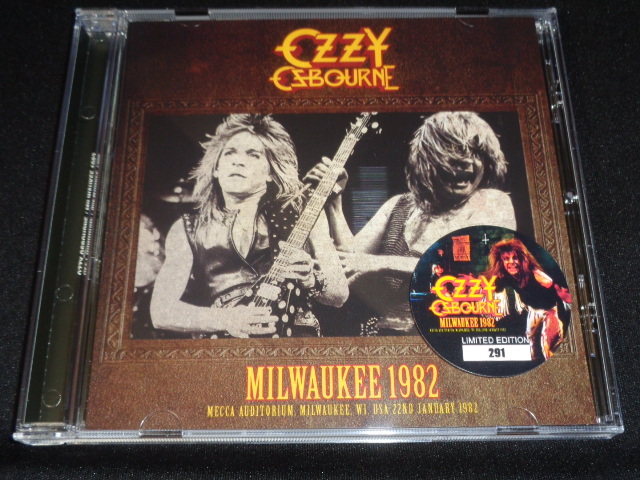 OZZY
OSBOURNE
MILWAUKEE 1982
MECCA AUDITORIUM, MILWAUKEE, WI, USA 22ND JANUARY 1982
OZZY
OSBOURNE
MILWAUKEE 1982
LIMITED EDITION
291